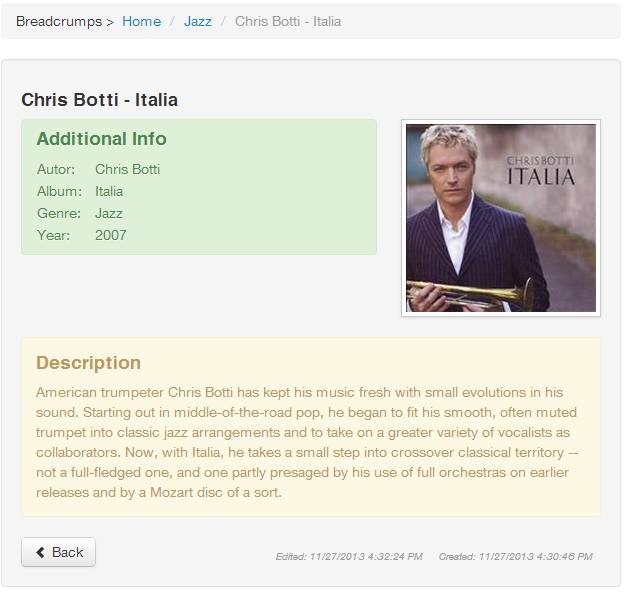 Breadcrumps > Home / Jazz / Chris Botti - Italia
Chris Botti - Italia
Additional Info
Autor: Chris Botti
Album: Italia
Genre: Jazz
Year: 2007
CHRIS BOTTI
ITALIA
Description
American trumpeter Chris Botti has kept his music fresh with small evolutions in his
sound. Starting out in middle-of-the-road pop, he began to fit his smooth, often muted
trumpet into classic jazz arrangements and to take on a greater variety of vocalists as
collaborators. Now, with Italia, he takes a small step into crossover classical territory --
not a full-fledged one, and one partly presaged by his use of full orchestras on earlier
releases and by a Mozart disc of a sort.
Back
Edited: 11/27/2013 4:32:24 PM Created: 11/27/2013 4:30:46 PM